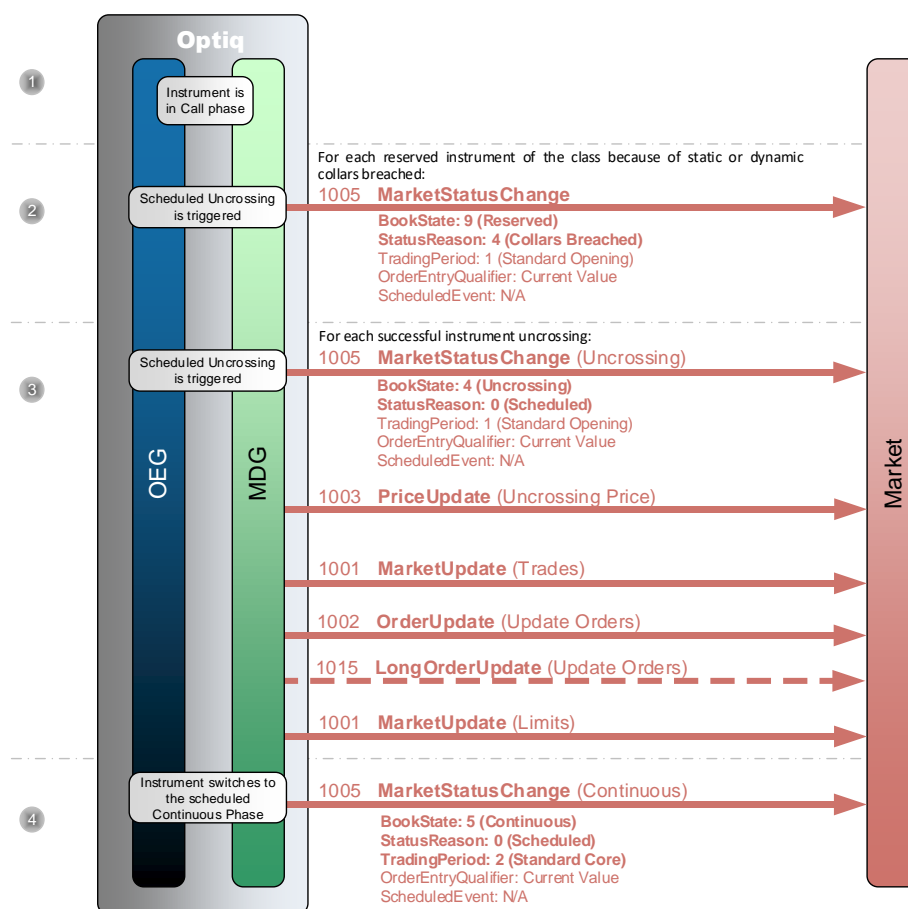 Optiq
1
Instrument is
in Call phase
For each reserved instrument of the class because of static or dynamic
collars breached:
2
Scheduled Uncrossing
is triggered
1005 MarketStatusChange
BookState: 9 (Reserved)
StatusReason: 4 (Collars Breached)
TradingPeriod: 1 (Standard Opening)
OrderEntryQualifier: Current Value
ScheduledEvent: N/A
For each successful instrument uncrossing:
3
Scheduled Uncrossing
is triggered
1005 MarketStatusChange (Uncrossing)
BookState: 4 (Uncrossing)
StatusReason: 0 (Scheduled)
TradingPeriod: 1 (Standard Opening)
OrderEntryQualifier: Current Value
ScheduledEvent: N/A
OEG
MDG
Market
1003 PriceUpdate (Uncrossing Price)
1001 MarketUpdate (Trades)
1002 OrderUpdate (Update Orders)
1015 LongOrderUpdate (Update Orders)
1001 MarketUpdate (Limits)
4
Instrument switches to
the scheduled
Continuous Phase
1005 MarketStatusChange (Continuous)
BookState: 5 (Continuous)
StatusReason: 0 (Scheduled)
TradingPeriod: 2 (Standard Core)
OrderEntryQualifier: Current Value
ScheduledEvent: N/A